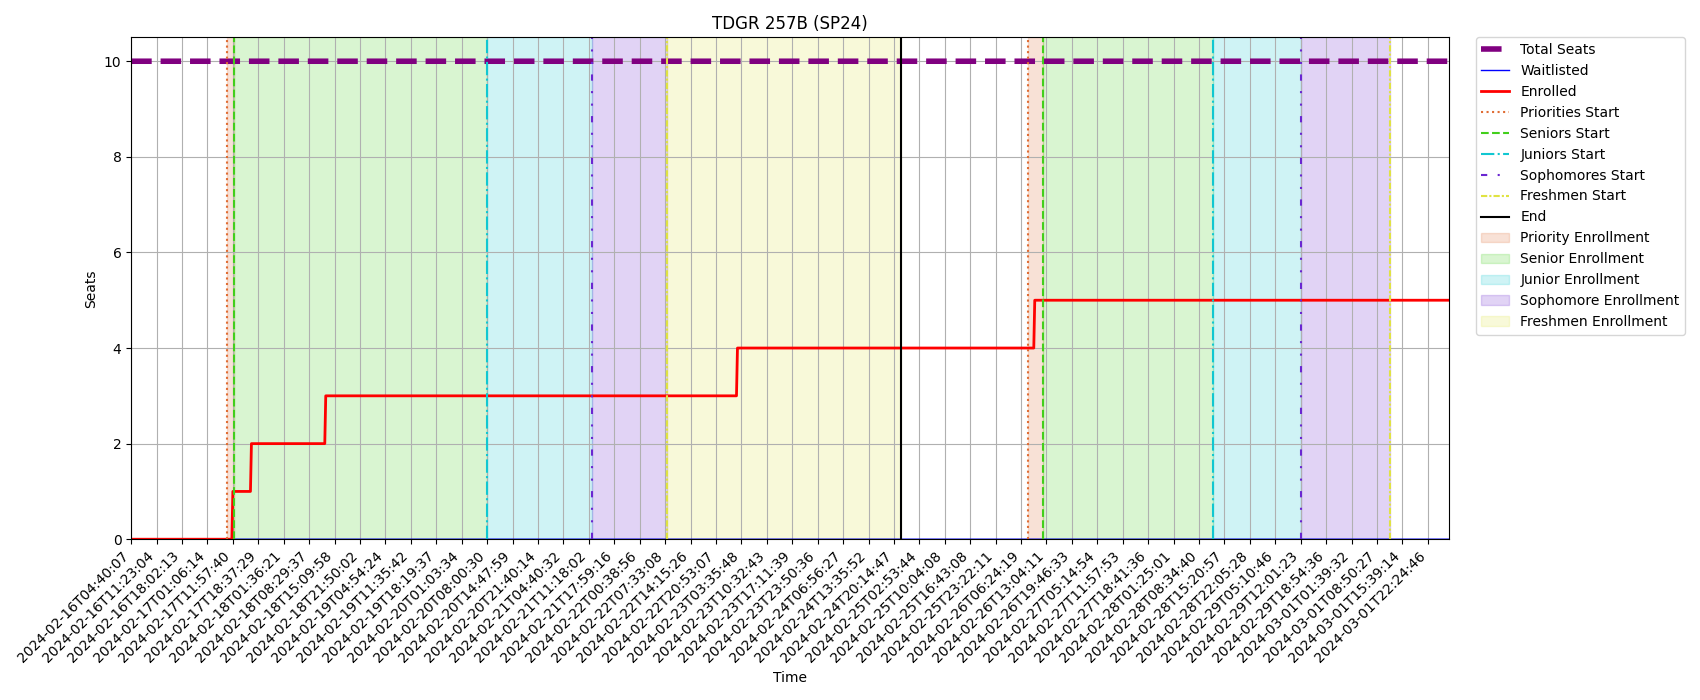 TDGR 257B (SP24)
Seats
10
8
6
4
2
0
2024-02-16T04:40:07
2024-02-16T11:23:04
2024-02-16T18:02:13
2024-02-17T01:06:14
2024-02-17T11:57:40
2024-02-17T18:37:29
2024-02-18T01:36:21
2024-02-18T08:29:37
2024-02-18T15:09:58
2024-02-18T21:50:02
2024-02-19T04:54:24
2024-02-19T11:35:42
2024-02-19T18:19:37
2024-02-20T01:03:34
2024-02-20T08:00:30
2024-02-20T14:47:59
2024-02-20T21:40:14
2024-02-21T04:40:32
2024-02-21T11:18:02
2024-02-21T17:59:16
2024-02-22T00:38:56
2024-02-22T07:33:08
2024-02-22T14:15:26
2024-02-22T20:53:07
2024-02-23T03:35:48
2024-02-23T10:32:43
2024-02-23T17:11:39
2024-02-23T23:50:36
2024-02-24T06:56:27
2024-02-24T13:35:52
2024-02-24T20:14:47
2024-02-25T02:53:44
2024-02-25T10:04:08
2024-02-25T16:43:08
2024-02-25T23:22:11
2024-02-26T06:24:19
2024-02-26T13:04:11
2024-02-26T19:46:33
2024-02-27T05:14:54
2024-02-27T11:57:53
2024-02-27T18:41:36
2024-02-28T01:25:01
2024-02-28T08:34:40
2024-02-28T15:20:57
2024-02-28T22:05:28
2024-02-29T05:10:46
2024-02-29T12:01:23
2024-02-29T18:54:36
2024-03-01T01:39:32
2024-03-01T08:50:27
2024-03-01T15:39:14
2024-03-01T22:24:46
Time
Total Seats
Waitlisted
Enrolled
Priorities Start
Seniors Start
Juniors Start
Sophomores Start
Freshmen Start
End
Priority Enrollment
Senior Enrollment
Junior Enrollment
Sophomore Enrollment
Freshmen Enrollment